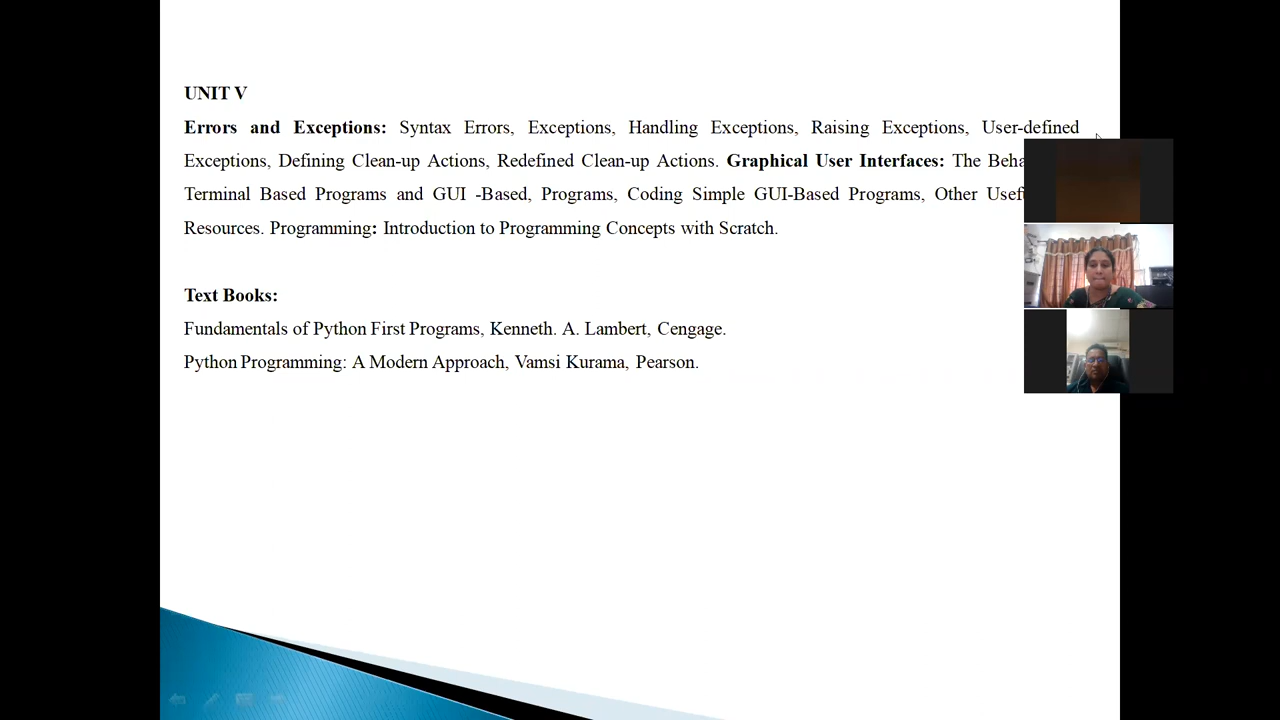 UNIT V
Errors and Exceptions: Syntax Errors, Exceptions, Handling Exceptions, Raising Exceptions, User-defined
Exceptions, Defining Clean-up Actions, Redefined Clean-up Actions. Graphical User Interfaces: The
Terminal Based Programs and GUI -Based, Programs, Coding Simple GUI-Based Programs, Other
Resources. Programming: Introduction to Programming Concepts with Scratch.
Text Books:
Fundamentals of Python First Programs, Kenneth. A. Lambert, Cengage.
Python Programming: A Modern Approach, Vamsi Kurama, Pearson.